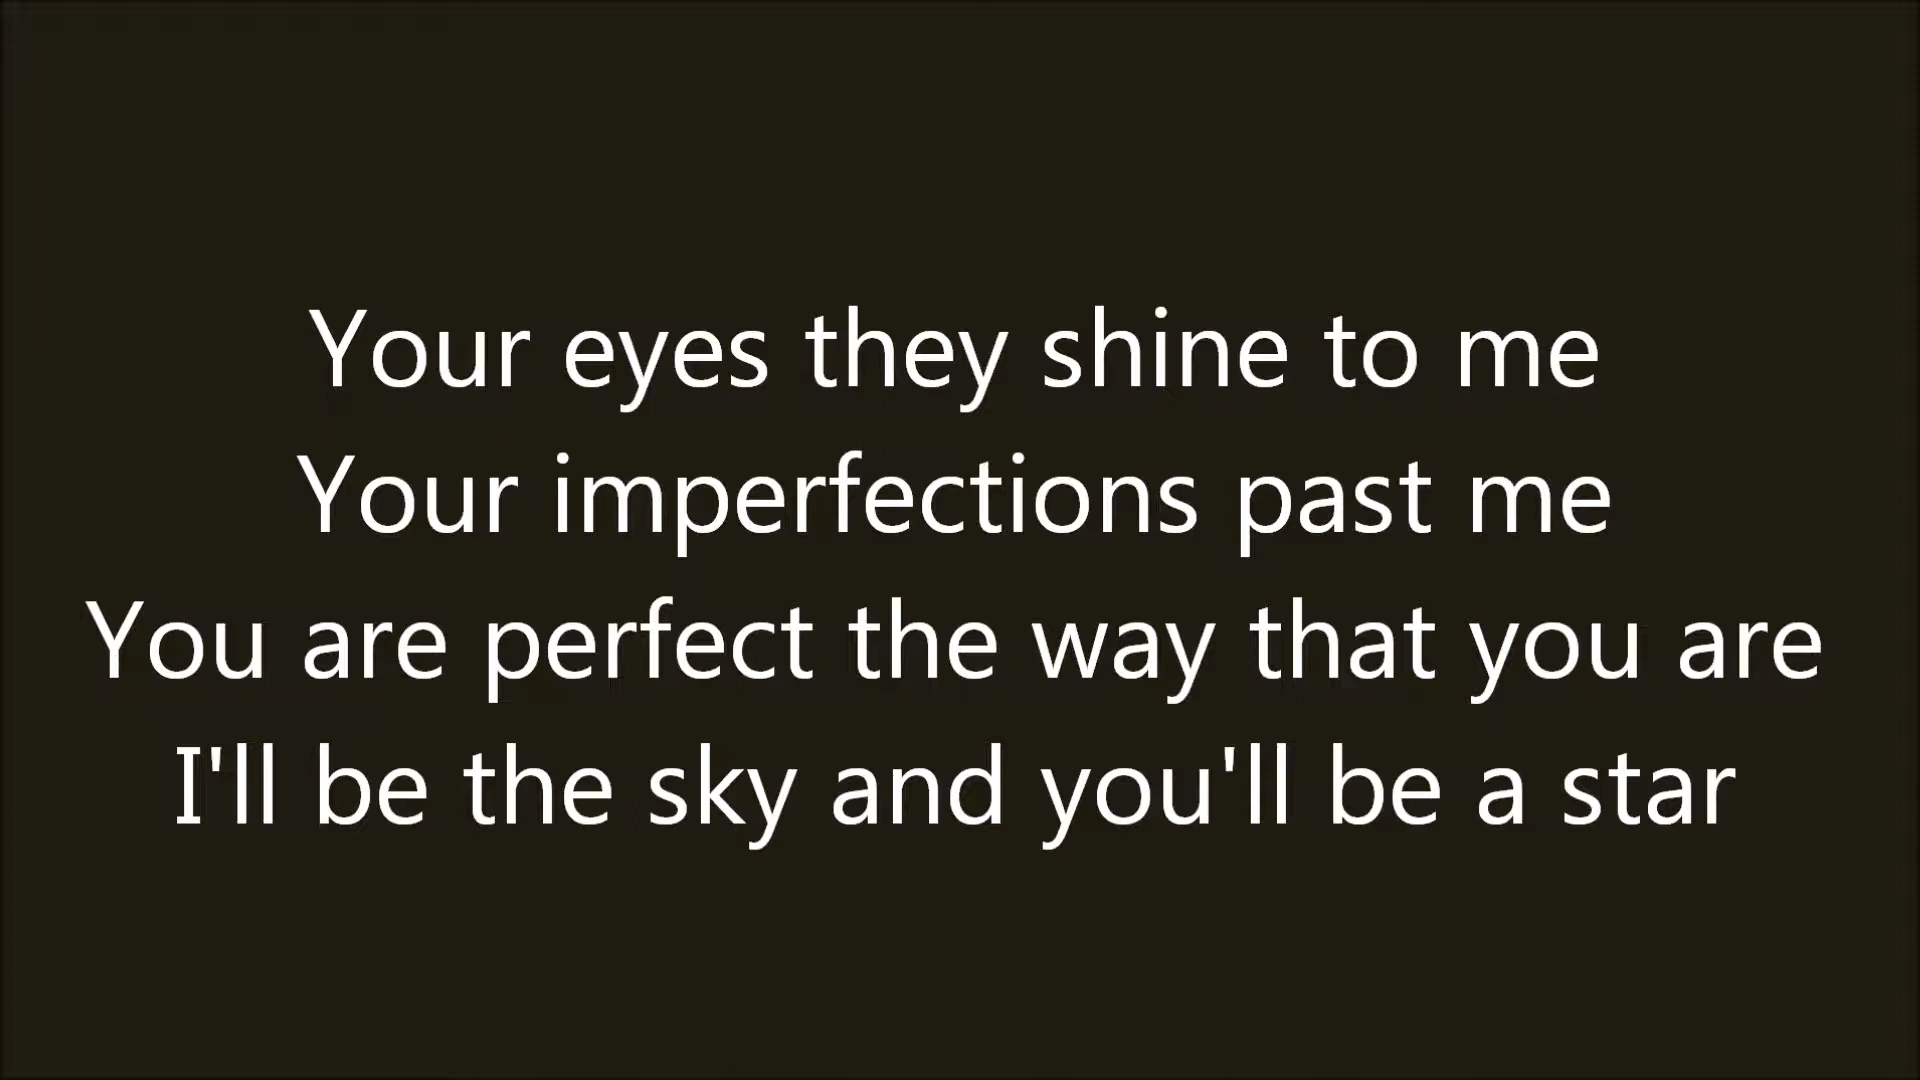 Your eyes they shine to me
Your imperfections past me
You are perfect the way that you are
I'll be the sky and you'll be a star